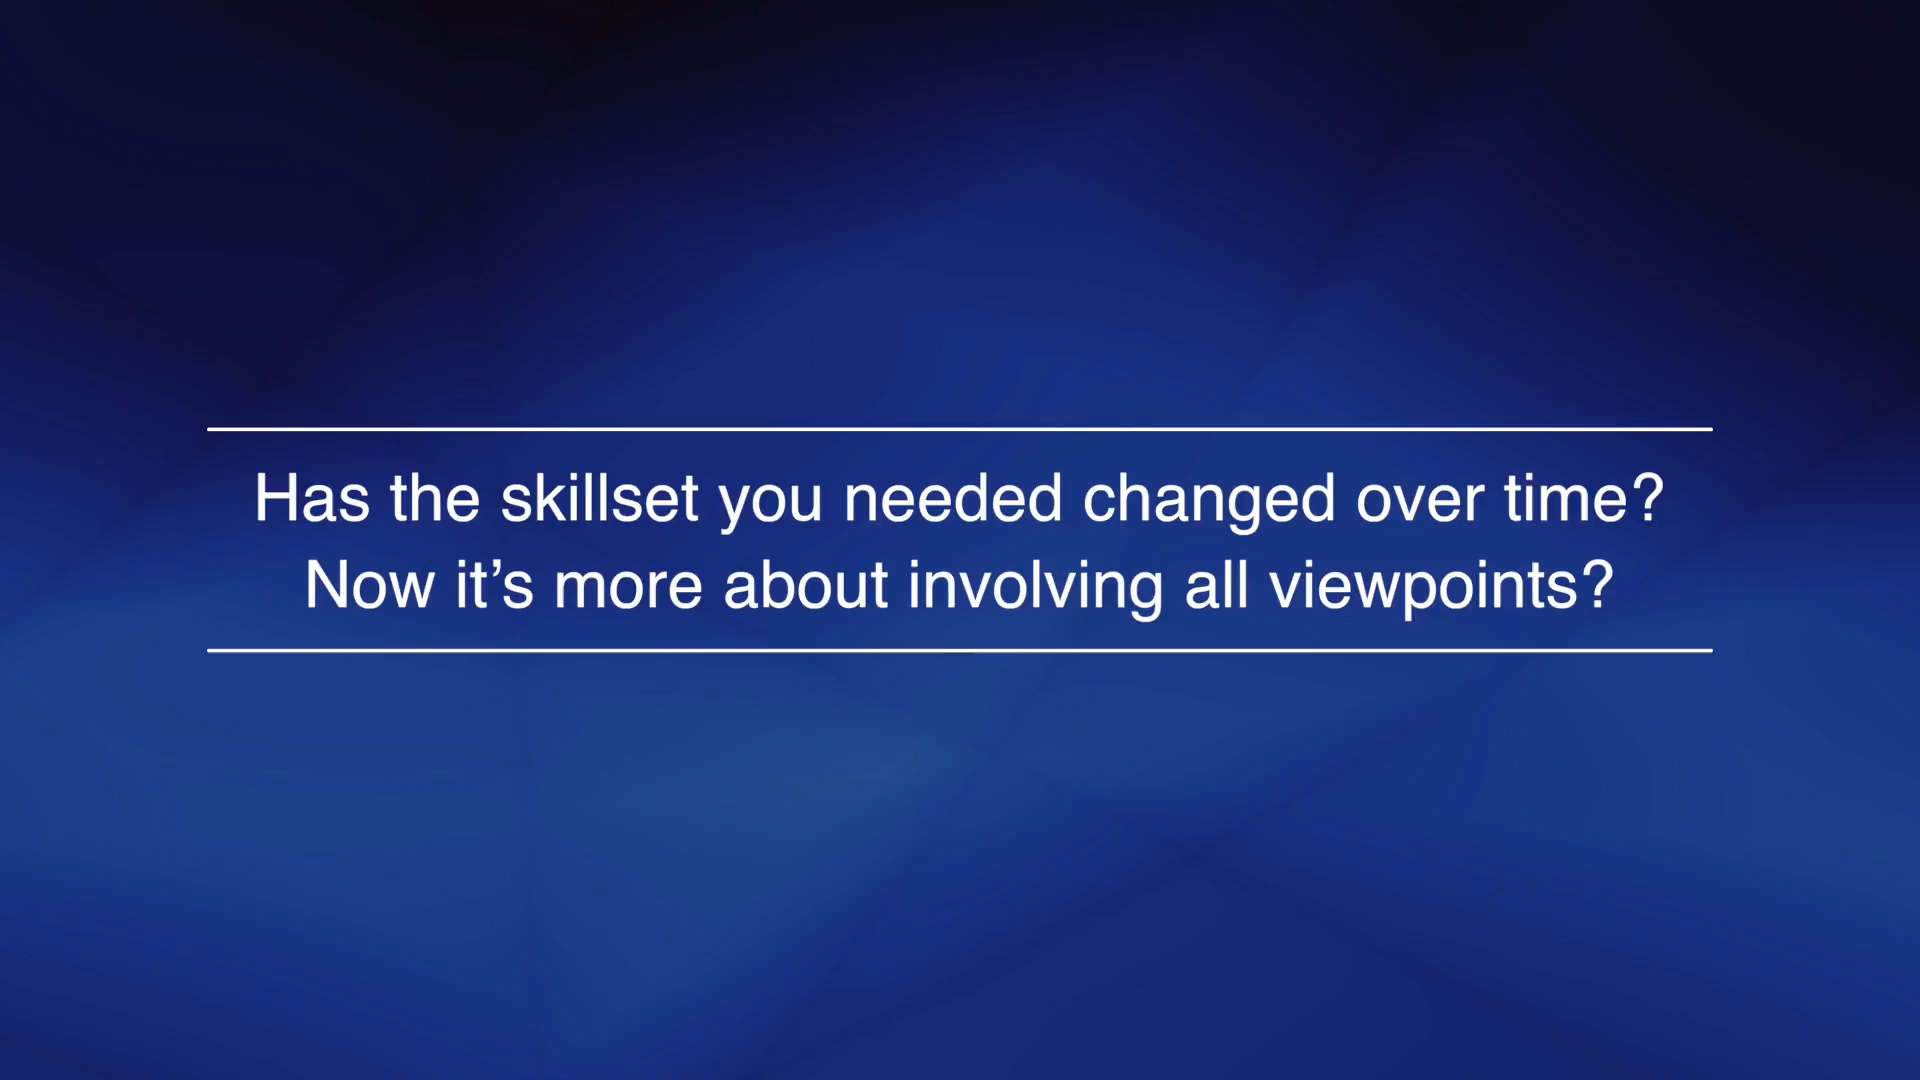 Has the skillset you needed changed over time?
Now it’s more about involving all viewpoints?